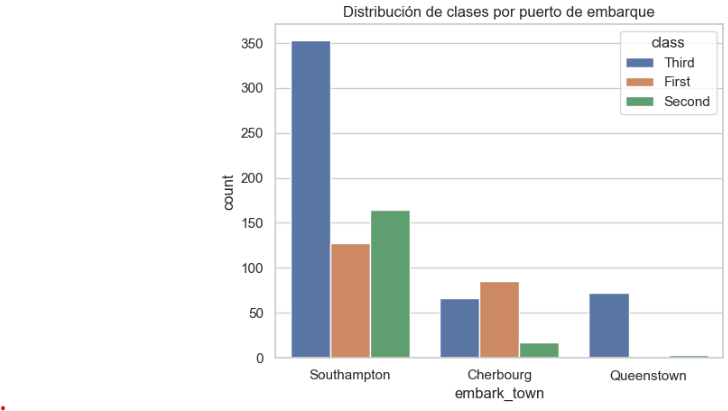 Distribución de clases por puerto de embarque
class
Third
First
Second
count
350
300
250
200
150
100
50
0
Southampton
Cherbourg
Queenstown
embark_town